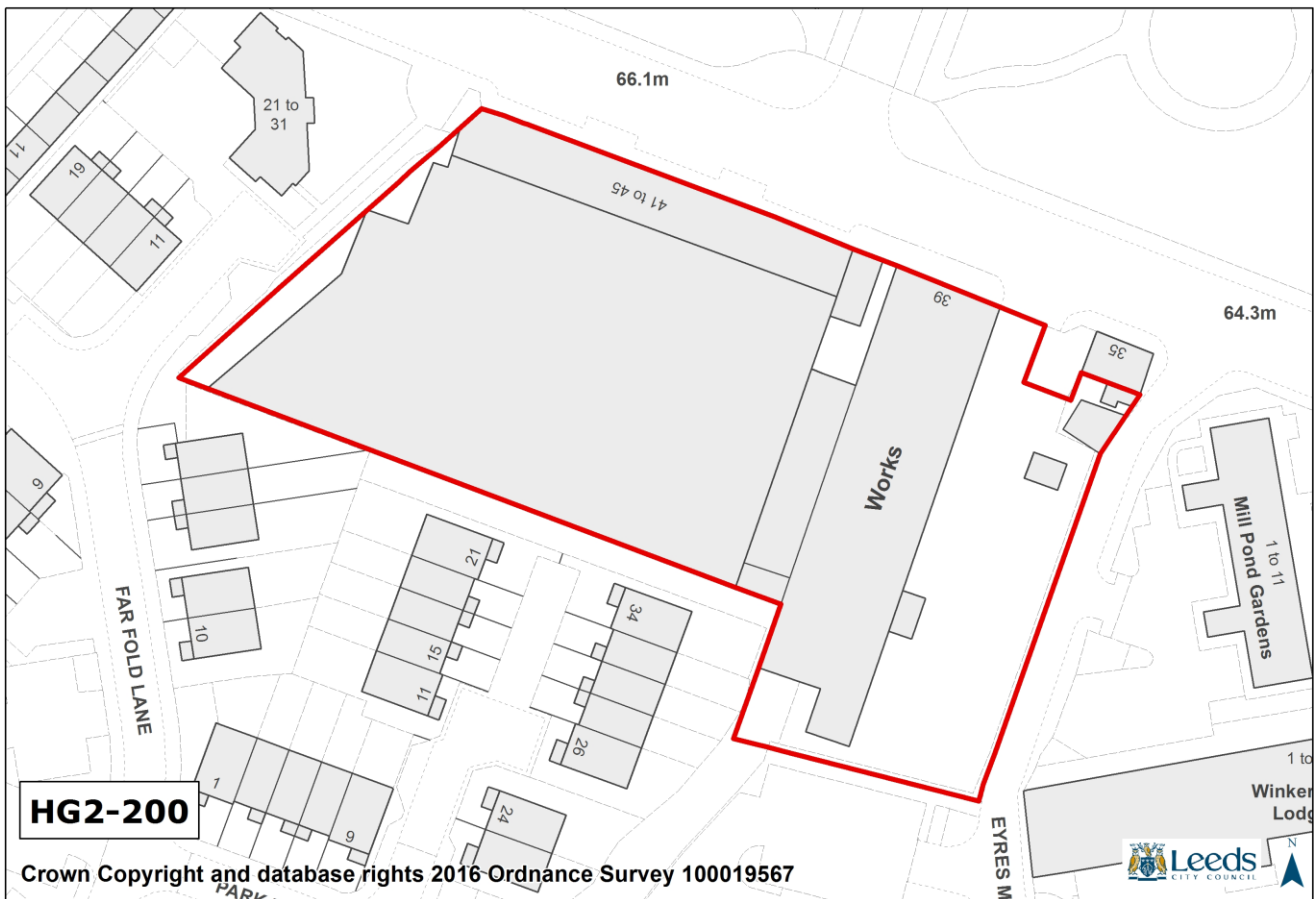 66.1m
21 to
31
11
19
11
41 to 45
39
64.3m
35
Works
9
21
34
1 to 11
Mill Pond Gardens
FAR FOLD LANE
10
15
11
26
1 to
Winker
Lodg
1
9
24
HG2-200
EYRES M
Leeds
CITY COUNCIL
N
Crown Copyright and database rights 2016 Ordnance Survey 100019567
PARK